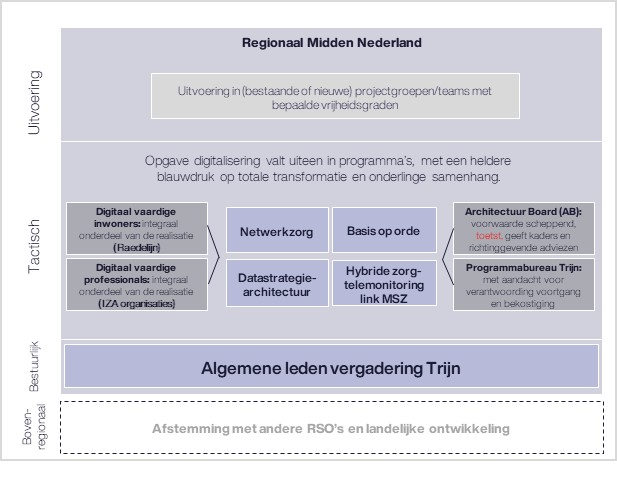 Regionaal Midden Nederland
Uitvoering
Uitvoering in (bestaande of nieuwe) projectgroepen/teams met
bepaalde vrijheidsgraden
Opgave digitalisering valt uiteen in programma's, met een heldere
blauwdruk op totale transformatie en onderlinge samenhang.
Tactisch
Digitaal vaardige
inwoners: integraal
onderdeel van de realisatie
(Raedelijn)
Digitaal vaardige
professionals: integraal
onderdeel van de realisatie
(IZA organisaties)
Netwerkzorg
Basis op orde
Datastrategie-
architectuur
Hybride zorg-
telemonitoring
link MSZ
Architectuur Board (AB):
voorwaarde scheppend,
toetst, geeft kaders en
richtinggevende adviezen
Programmabureau Trijn:
met aandacht voor
verantwoording voortgang
en bekostiging
Bestuurlijk
Algemene leden vergadering Trijn
Boven-
regionaal
Afstemming met andere RSO's en landelijke ontwikkeling